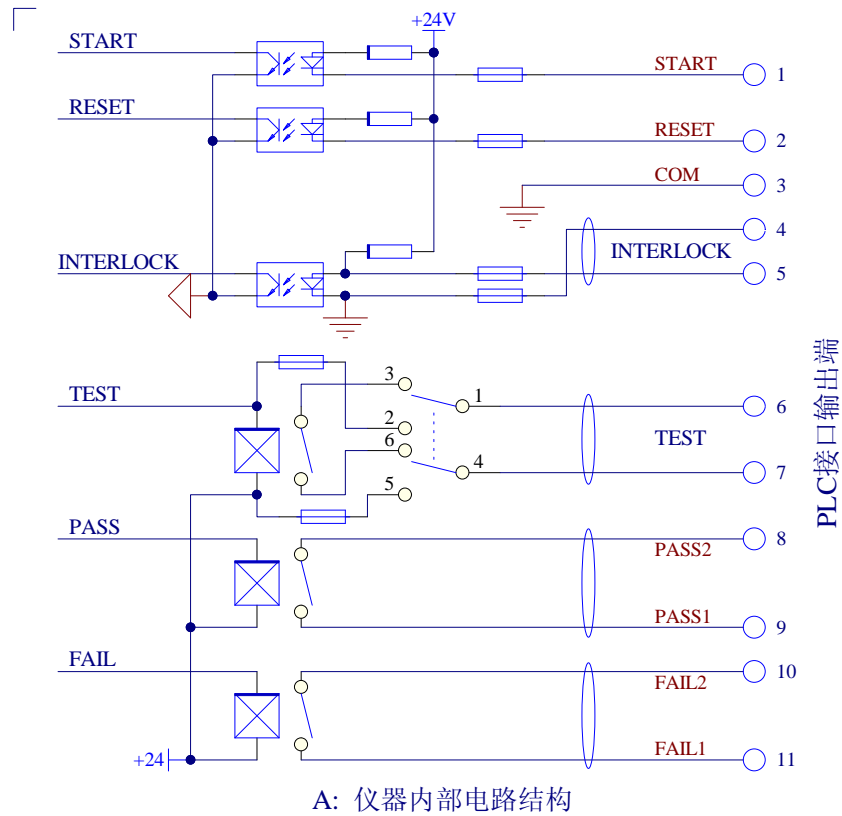 +24V
START
START
1
RESET
RESET
2
COM
3
4
INTERLOCK
INTERLOCK
5
3
1
6
TEST
2
6
TEST
4
7
5
PLC接口输出端
PASS
8
PASS2
PASS1
9
FAIL
10
FAIL2
FAIL1
+24
11
A: 仪器内部电路结构